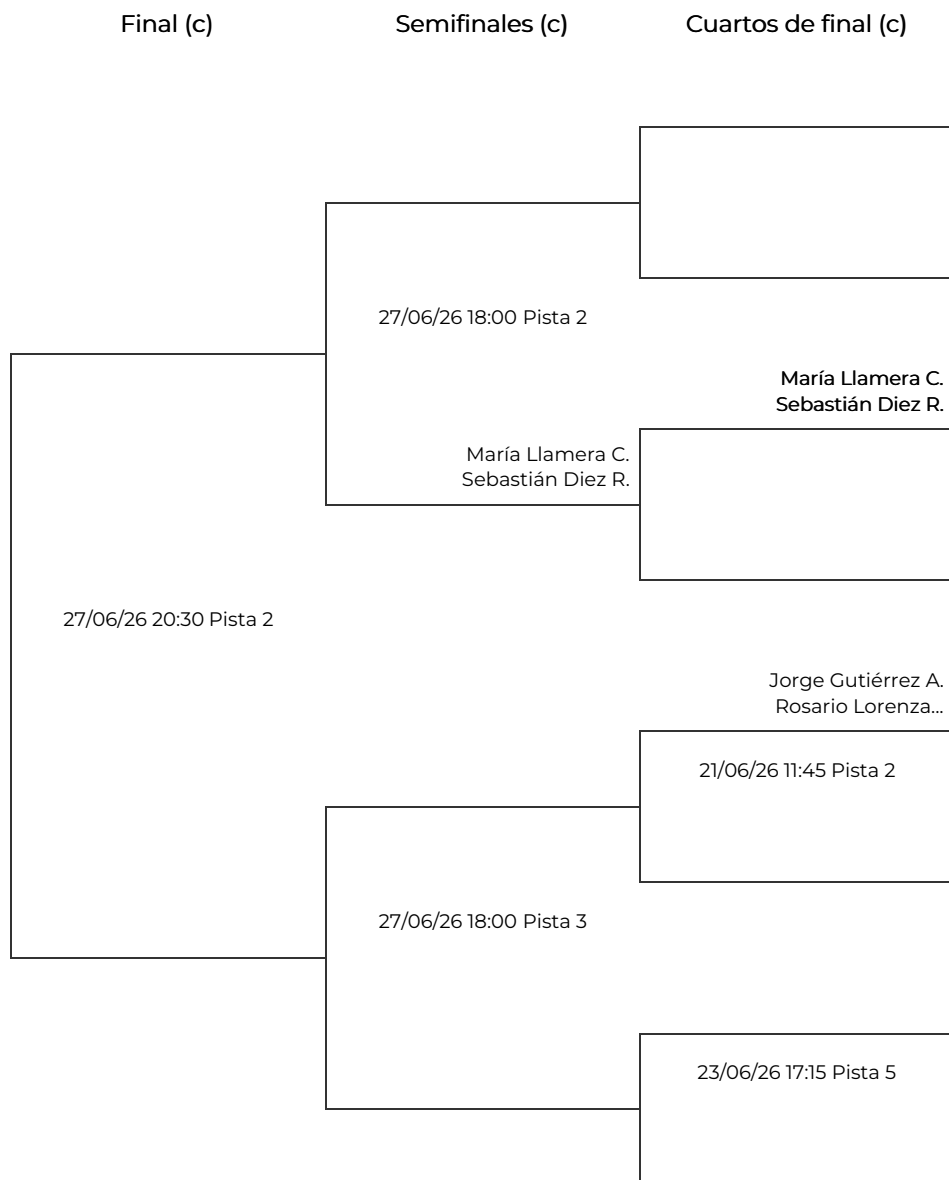 Final (c)
Semifinales (c)
Cuartos de final (c)
27/06/26 18:00 Pista 2
María Llamera C.
Sebastián Diez R.
María Llamera C.
Sebastián Diez R.
27/06/26 20:30 Pista 2
Jorge Gutiérrez A.
Rosario Lorenza...
21/06/26 11:45 Pista 2
27/06/26 18:00 Pista 3
23/06/26 17:15 Pista 5